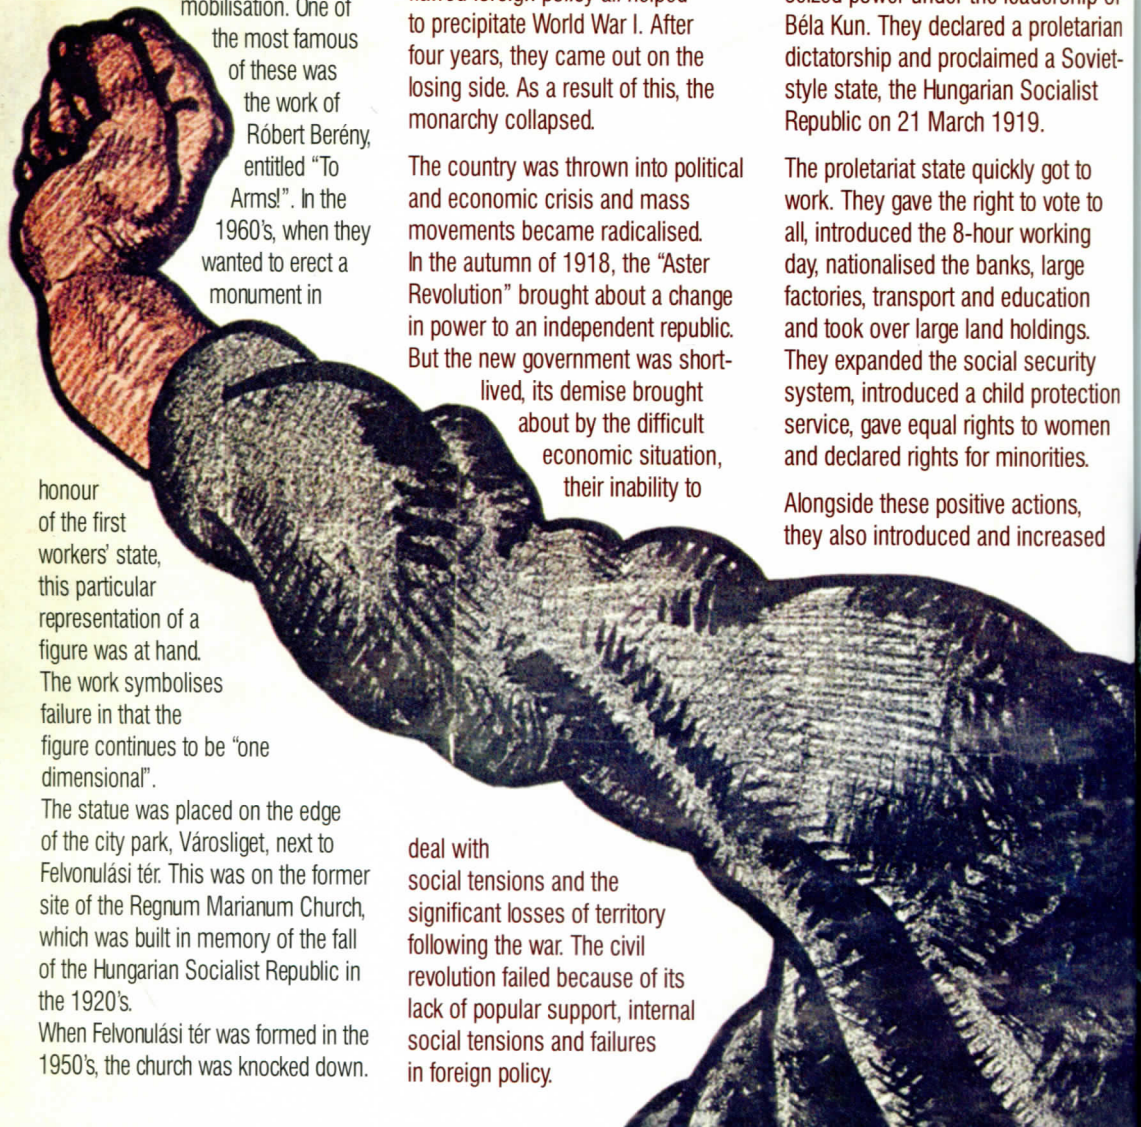 mobilisation. One of
the most famous
of these was
the work of
Róbert Berény,
entitled “To
Arms!”. In the
1960’s, when they
wanted to erect a
monument in
honour
of the first
workers’ state,
this particular
representation of a
figure was at hand.
The work symbolises
failure in that the
figure continues to be “one
dimensional”.
The statue was placed on the edge
of the city park, Városliget, next to
Felvonulási tér. This was on the former
site of the Regnum Marianum Church,
which was built in memory of the fall
of the Hungarian Socialist Republic in
the 1920’s.
When Felvonulási tér was formed in the
1950’s, the church was knocked down.
foreign policy all helped
to precipitate World War I. After
four years, they came out on the
losing side. As a result of this, the
monarchy collapsed.
The country was thrown into political
and economic crisis and mass
movements became radicalised.
In the autumn of 1918, the “Aster
Revolution” brought about a change
in power to an independent republic.
But the new government was short-
lived, its demise brought
about by the difficult
economic situation,
their inability to
deal with
social tensions and the
significant losses of territory
following the war. The civil
revolution failed because of its
lack of popular support, internal
social tensions and failures
in foreign policy.
seized power under the leadership of
Béla Kun. They declared a proletarian
dictatorship and proclaimed a Soviet-
style state, the Hungarian Socialist
Republic on 21 March 1919.
The proletariat state quickly got to
work. They gave the right to vote to
all, introduced the 8-hour working
day, nationalised the banks, large
factories, transport and education
and took over large land holdings.
They expanded the social security
system, introduced a child protection
service, gave equal rights to women
and declared rights for minorities.
Alongside these positive actions,
they also introduced and increased